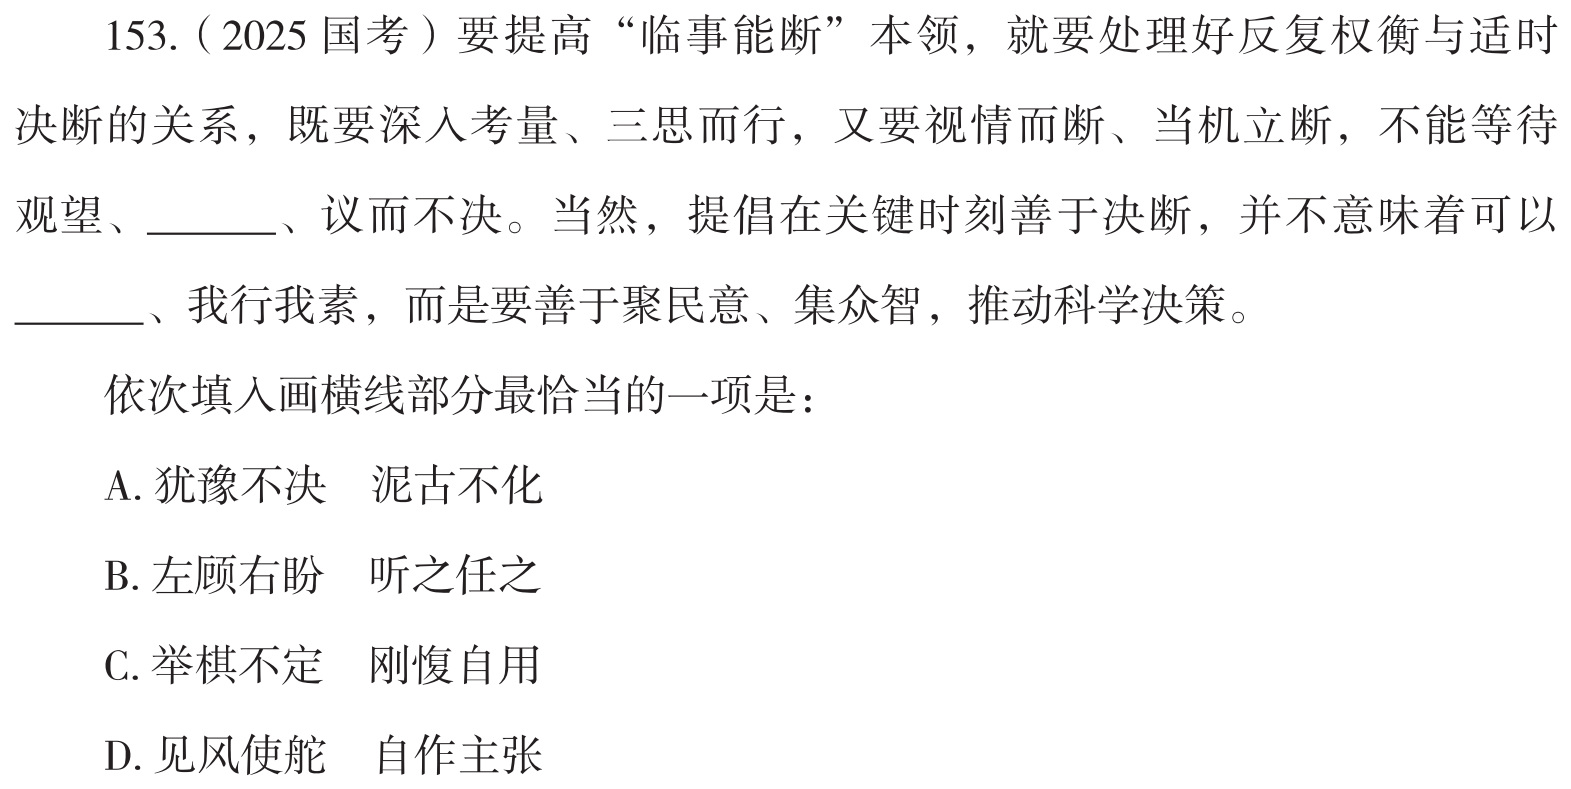 153.（2025国考）要提高“临事能断”本领，就要处理好反复权衡与适时
决断的关系，既要深入考量、三思而行，又要视情而断、当机立断，不能等待
观望、______、议而不决。当然，提倡在关键时刻善于决断，并不意味着可以
______、我行我素，而是要善于聚民意、集众智，推动科学决策。
依次填入画横线部分最恰当的一项是：
A. 犹豫不决　泥古不化
B. 左顾右盼　听之任之
C. 举棋不定　刚愎自用
D. 见风使舵　自作主张